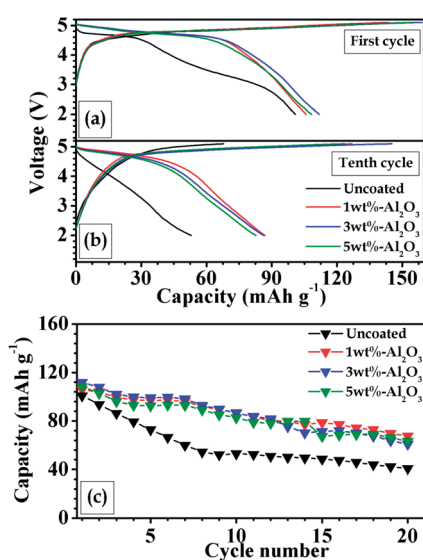 5
4
3
2
First cycle
(a)
Voltage (V)
5
4
3
2
Tenth cycle
Uncoated
1wt%-Al₂O₃
3wt%-Al₂O₃
5wt%-Al₂O₃
(b)
0 30 60 90 120 150
Capacity (mAh g⁻¹)
160
120
80
40
0
Capacity (mAh g⁻¹)
Uncoated
1wt%-Al₂O₃
3wt%-Al₂O₃
5wt%-Al₂O₃
(c)
5 10 15 20
Cycle number